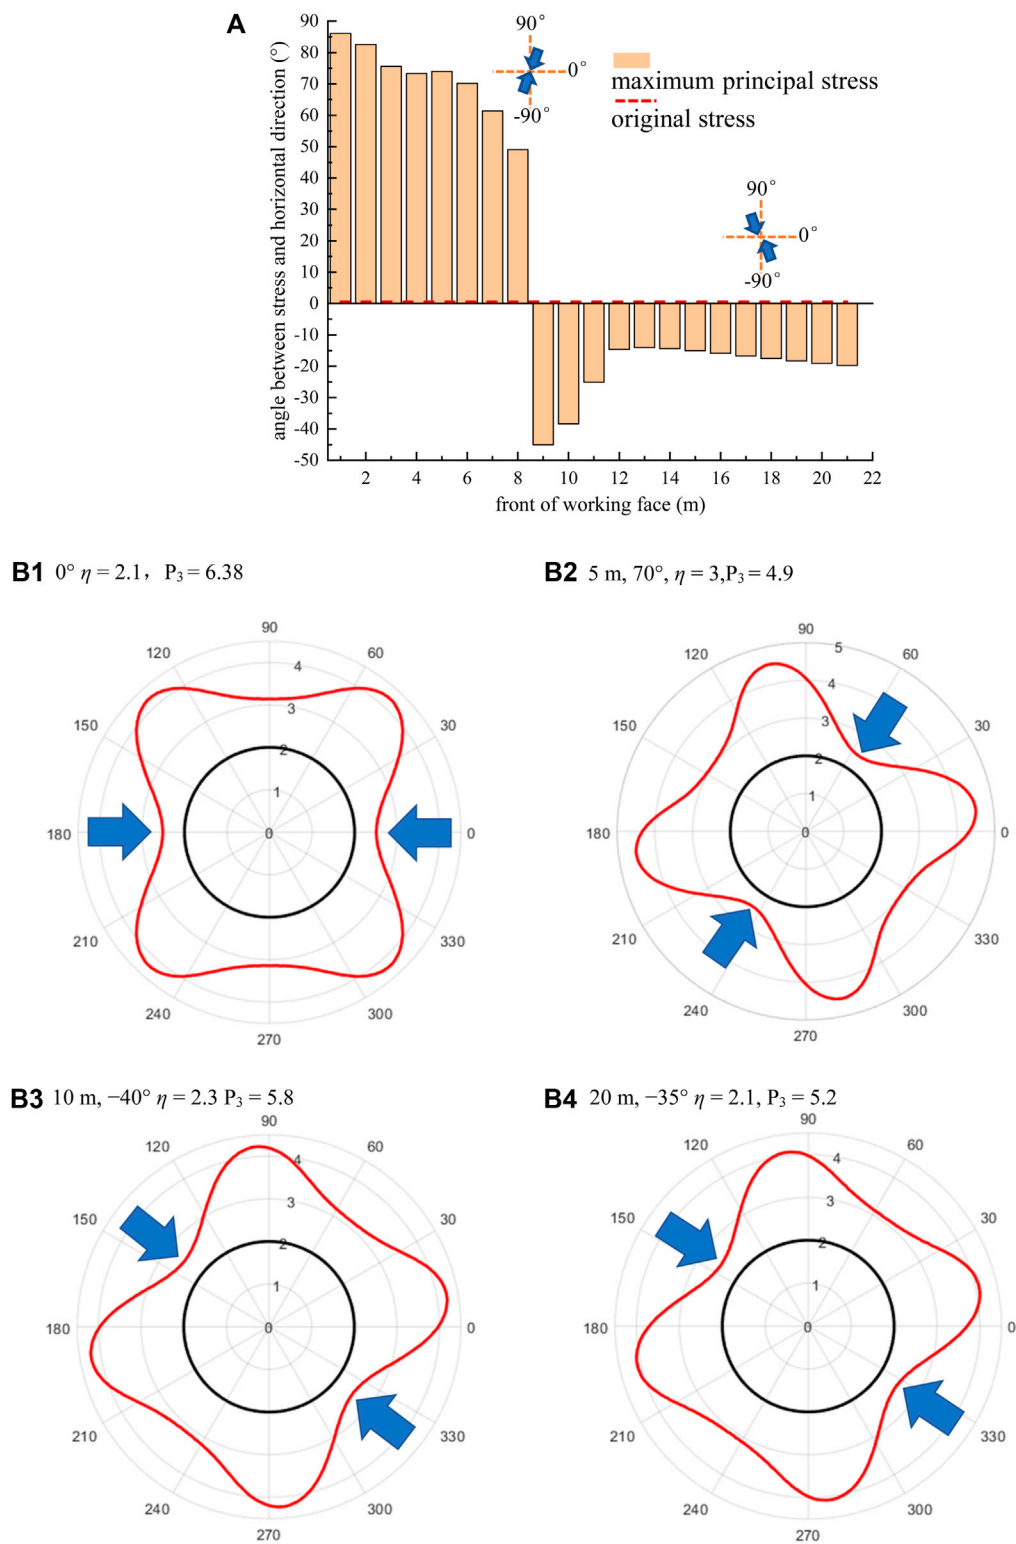 A
angle between stress and horizontal direction (°)
90
80
70
60
50
40
30
20
10
0
-10
-20
-30
-40
-50
90°
0°
-90°
maximum principal stress
original stress
90°
0°
-90°
2 4 6 8 10 12 14 16 18 20 22
front of working face (m)
B1 0° η = 2.1, P₃ = 6.38
90
120 60
4
150 3 30
2
1
180 0 0
210 330
240 300
270
B2 5 m, 70°, η = 3,P₃ = 4.9
90 5
120 60
4
150 3 30
2
1
180 0 0
210 330
240 300
270
B3 10 m, −40° η = 2.3 P₃ = 5.8
90
120 60
4
150 3 30
2
1
180 0 0
210 330
240 300
270
B4 20 m, −35° η = 2.1, P₃ = 5.2
90
120 60
4
150 3 30
2
1
180 0 0
210 330
240 300
270